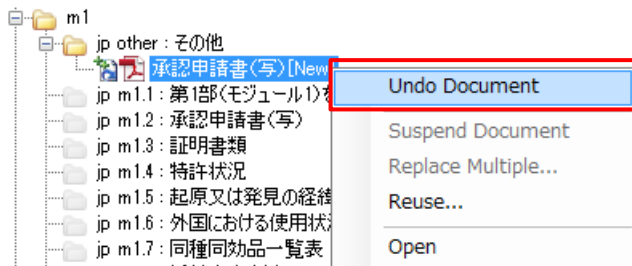 m1
jp other : その他
承認申請書(写)[New
jp m1.1 : 第1部(モジュール1)を
jp m1.2 : 承認申請書(写)
jp m1.3 : 証明書類
jp m1.4 : 特許状況
jp m1.5 : 起原又は発見の経緯
jp m1.6 : 外国における使用状況
jp m1.7 : 同種同効品一覧表
Undo Document
Suspend Document
Replace Multiple...
Reuse...
Open